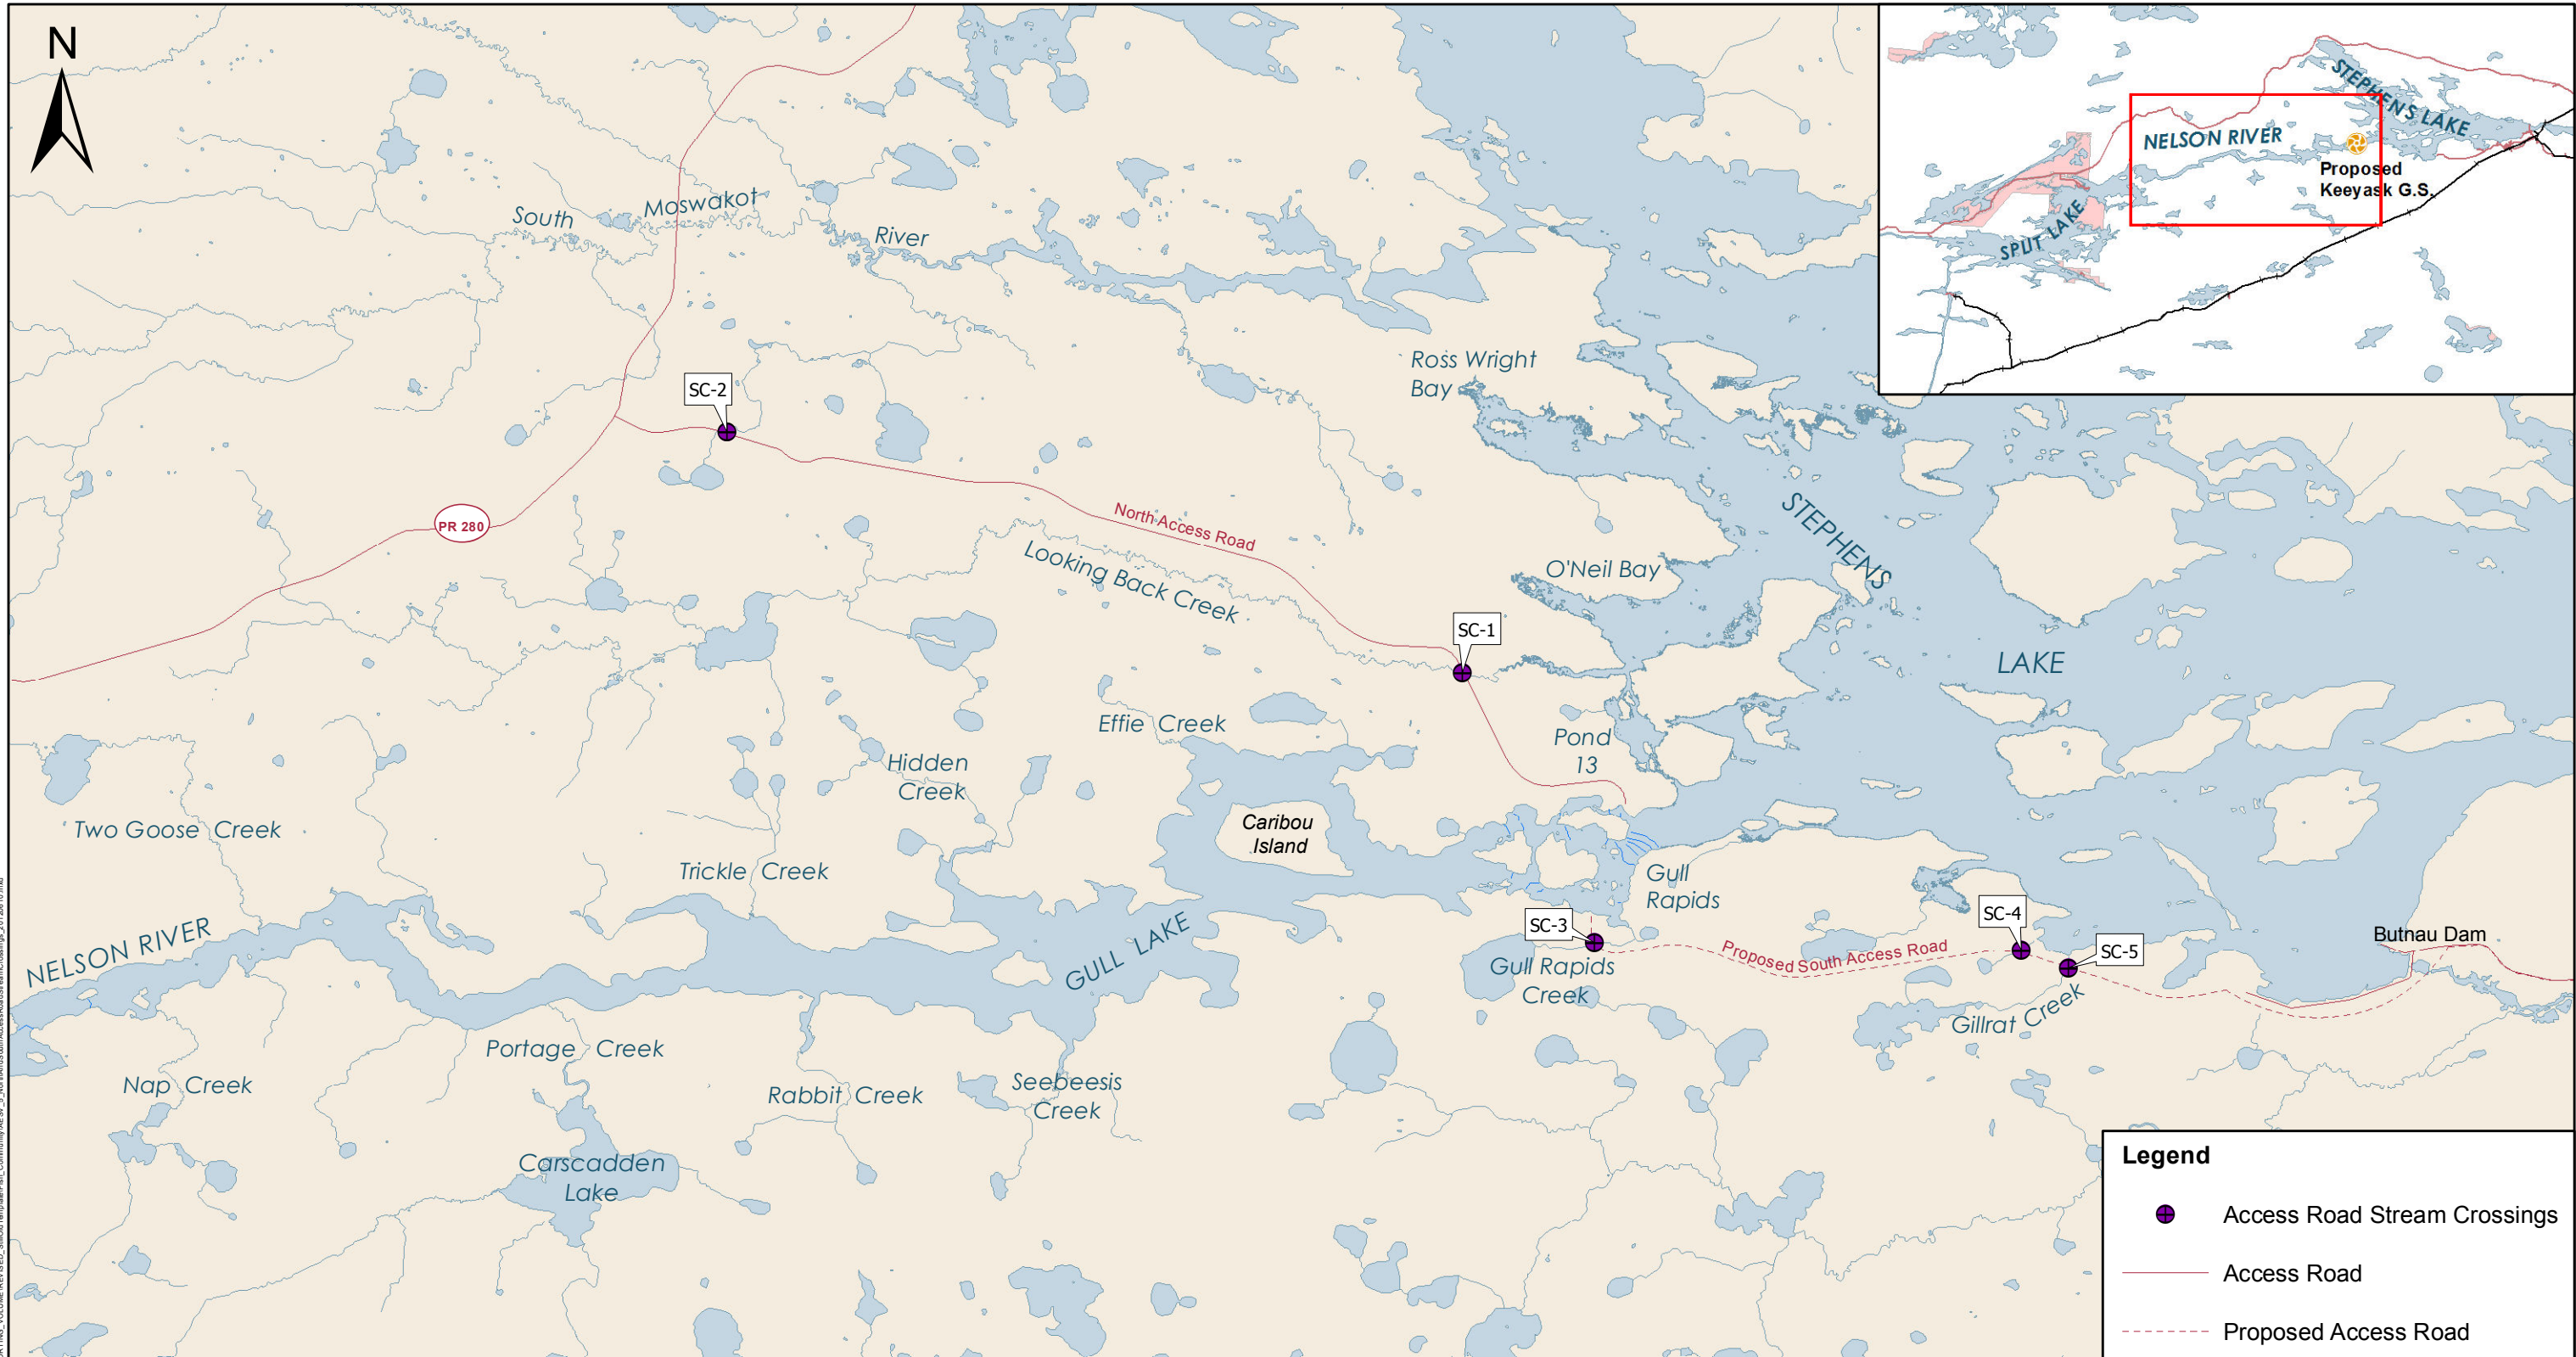 N
STEPHENS LAKE
NELSON RIVER
Proposed
Keeyask G.S.
SPLIT LAKE
South
Moswakot
River
Ross Wright
Bay
SC-2
PR 280
North Access Road
Looking Back Creek
O'Neil Bay
STEPHENS
LAKE
SC-1
Effie Creek
Pond
13
Hidden
Creek
Two Goose Creek
Caribou
Island
Trickle Creek
Gull
Rapids
NELSON RIVER
GULL LAKE
SC-3
SC-4
SC-5
Butnau Dam
Proposed South Access Road
Gull Rapids
Creek
Gillrat Creek
Portage Creek
Nap Creek
Rabbit Creek
Seebeesis
Creek
Carscadden
Lake
Legend
Access Road Stream Crossings
Access Road
Proposed Access Road